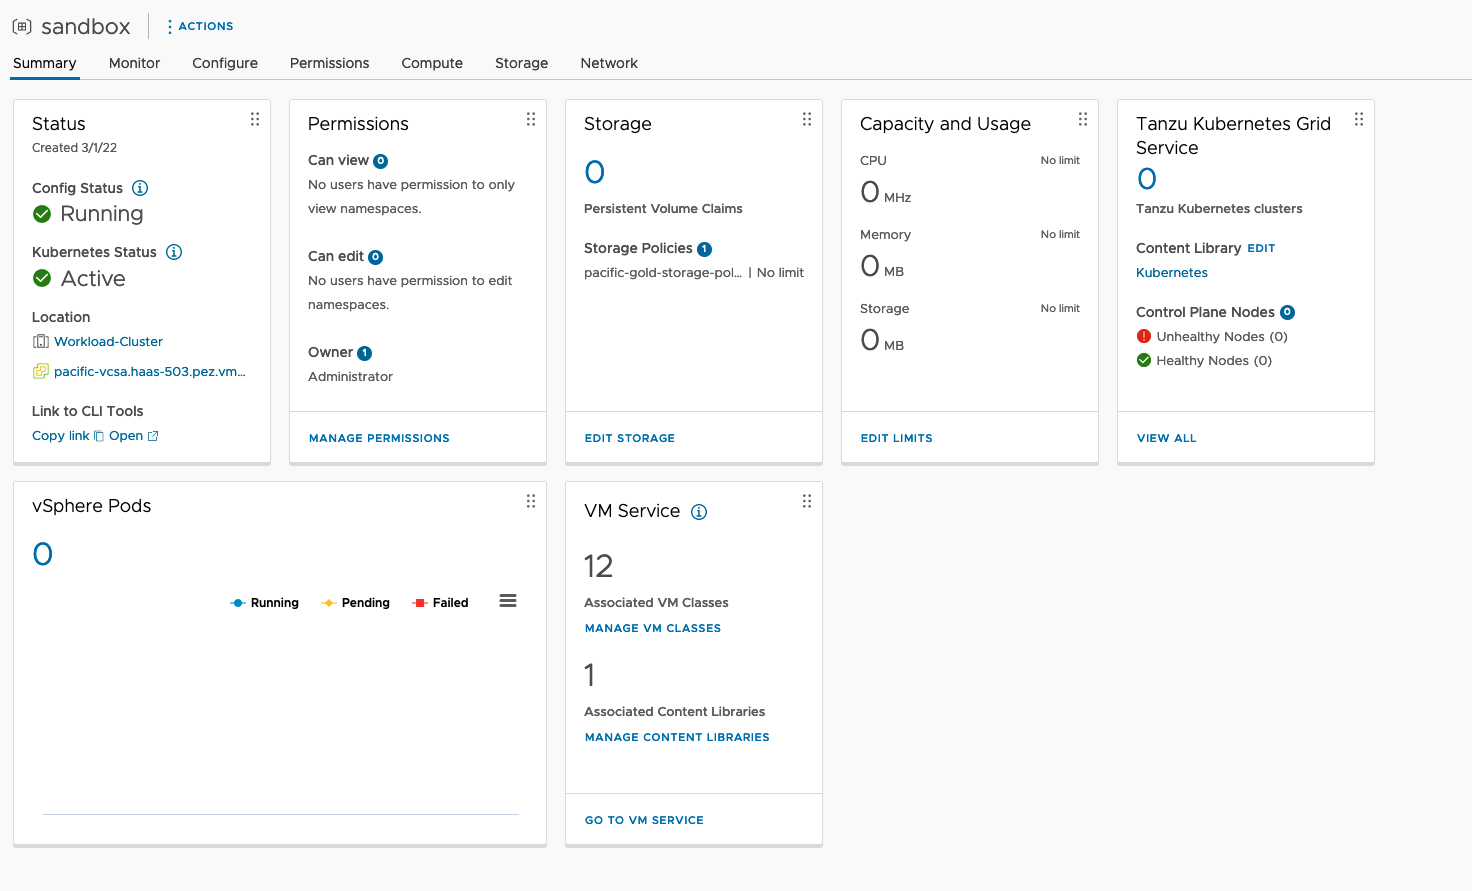 sandbox
ACTIONS
Summary
Monitor
Configure
Permissions
Compute
Storage
Network
Status
Created 3/1/22
Config Status
Running
Kubernetes Status
Active
Location
Workload-Cluster
pacific-vcsa.haas-503.pez.vm...
Link to CLI Tools
Copy link Open
Permissions
Can view 0
No users have permission to only
view namespaces.
Can edit 0
No users have permission to edit
namespaces.
Owner 1
Administrator
MANAGE PERMISSIONS
Storage
0
Persistent Volume Claims
Storage Policies 1
pacific-gold-storage-pol... | No limit
EDIT STORAGE
Capacity and Usage
CPU No limit
0 MHz
Memory No limit
0 MB
Storage No limit
0 MB
EDIT LIMITS
Tanzu Kubernetes Grid
Service
0
Tanzu Kubernetes clusters
Content Library EDIT
Kubernetes
Control Plane Nodes 0
Unhealthy Nodes (0)
Healthy Nodes (0)
VIEW ALL
vSphere Pods
0
Running
Pending
Failed
VM Service
12
Associated VM Classes
MANAGE VM CLASSES
1
Associated Content Libraries
MANAGE CONTENT LIBRARIES
GO TO VM SERVICE